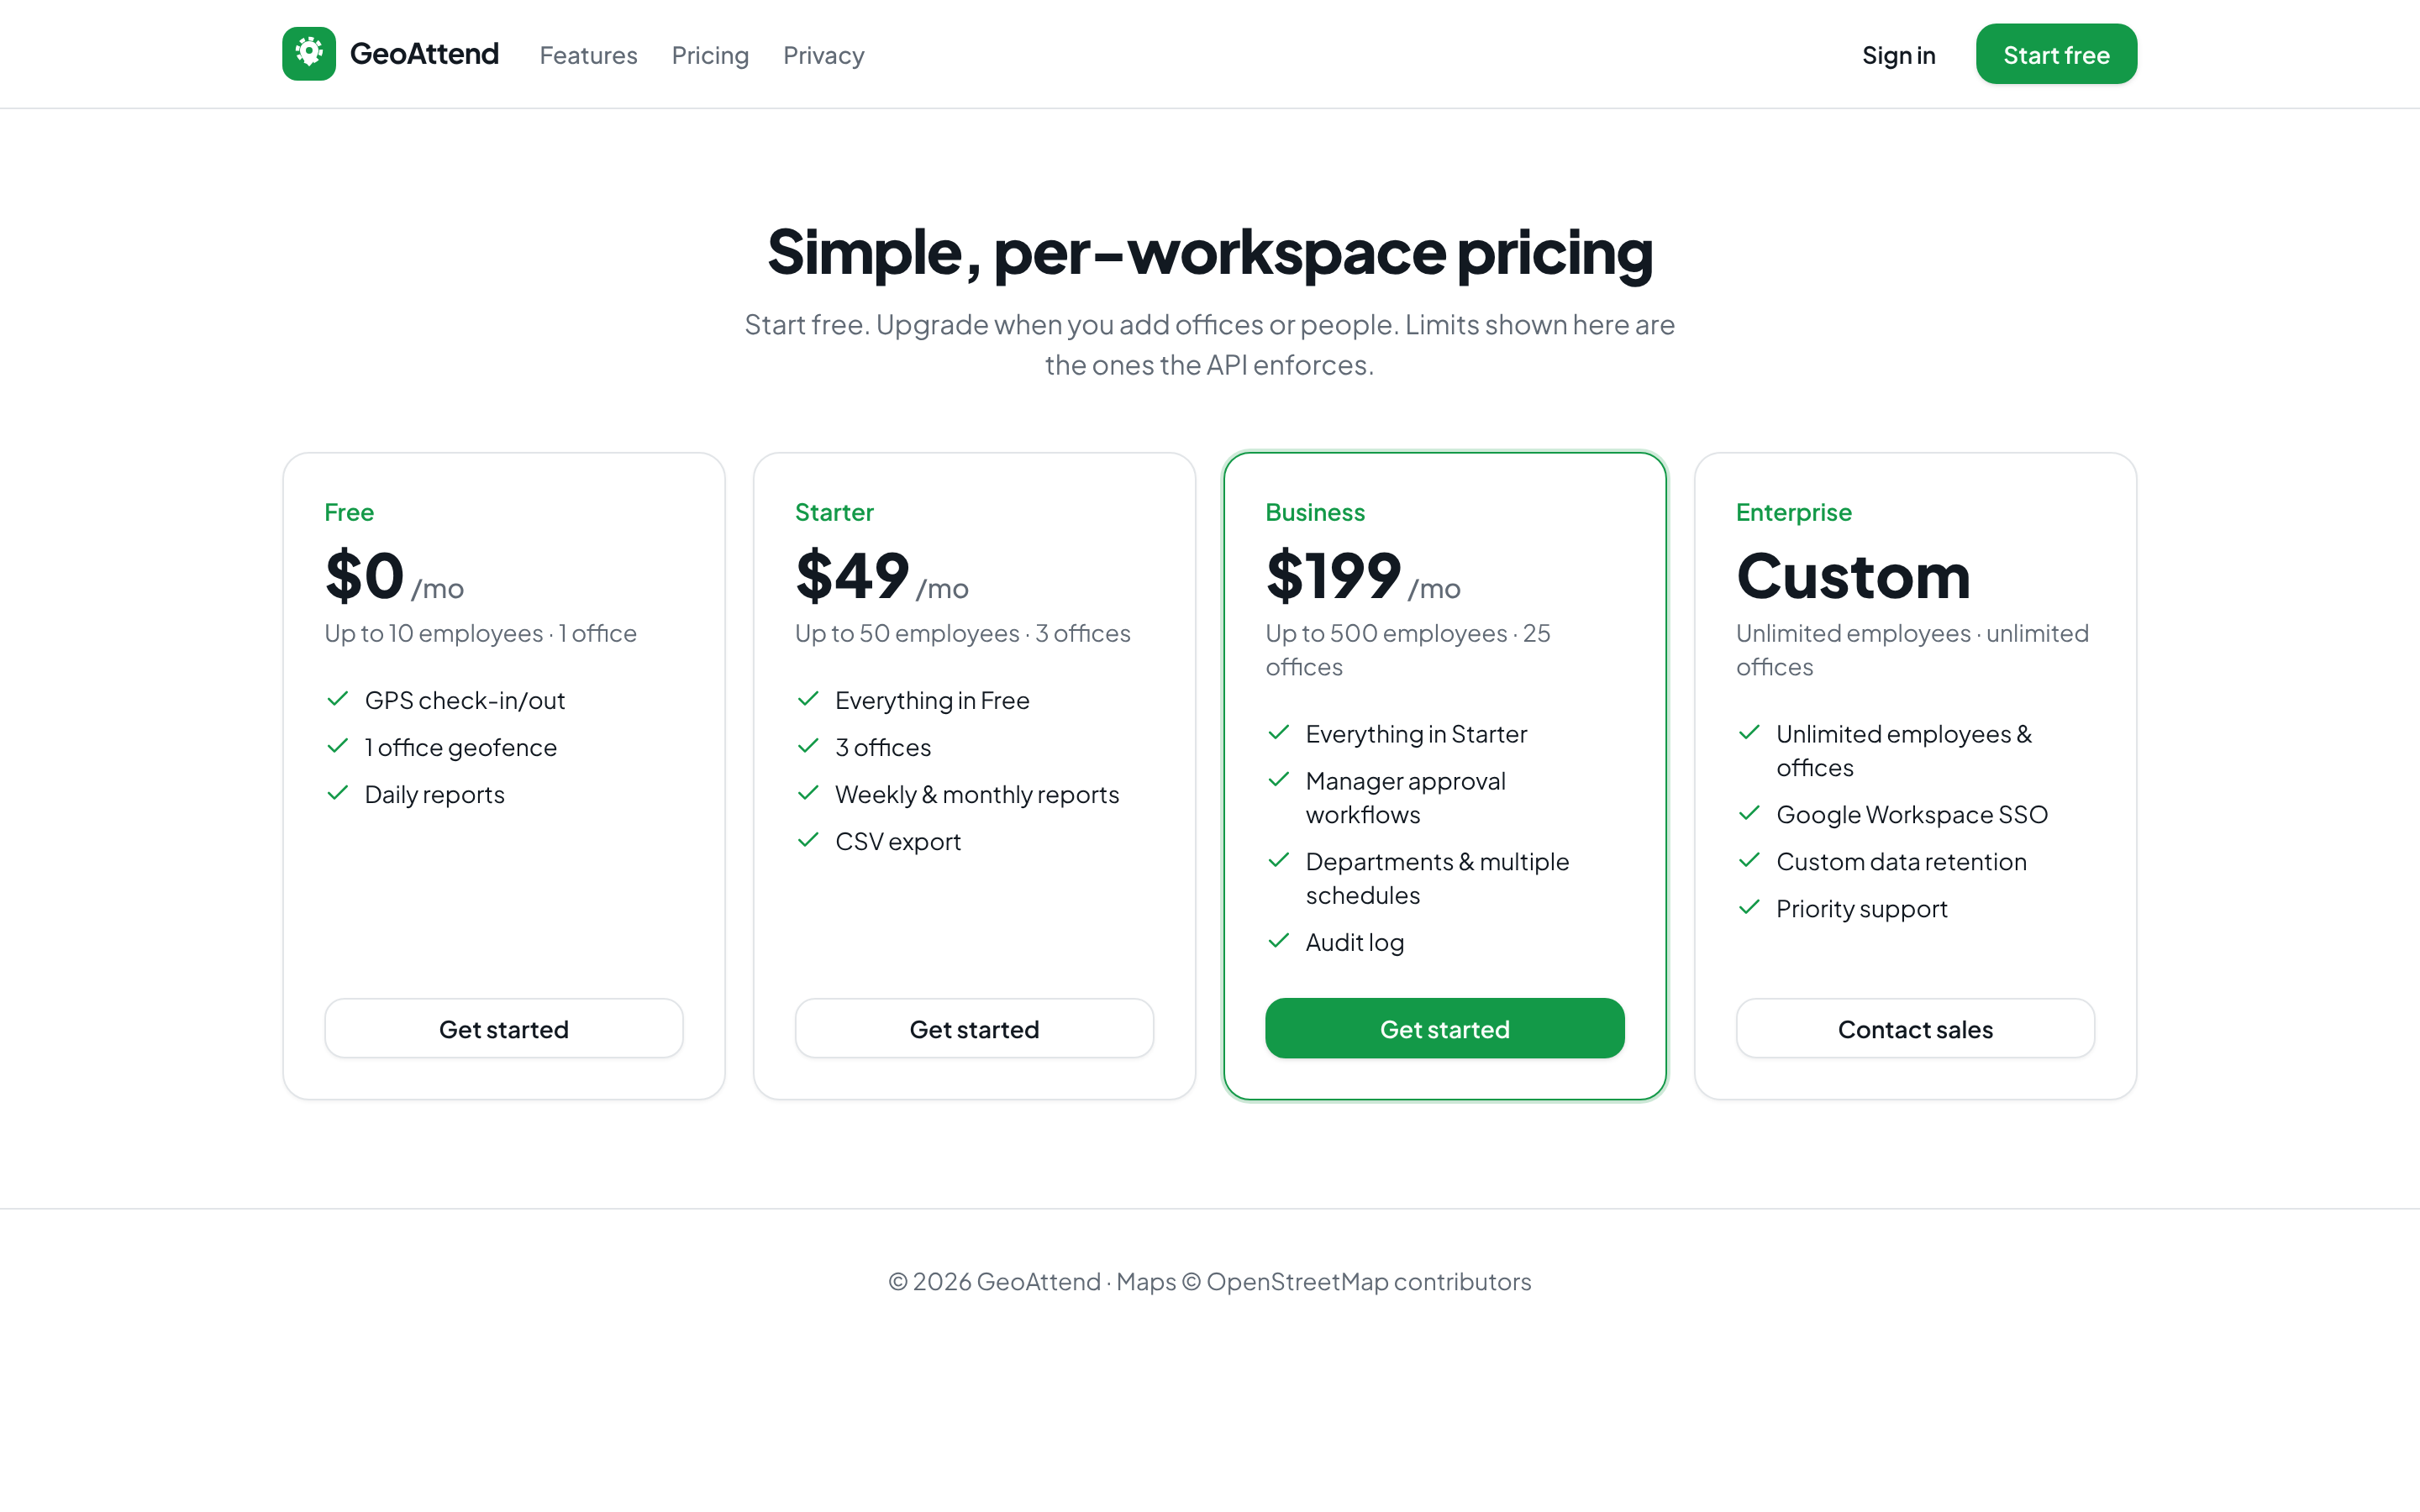 GeoAttend
Features
Pricing
Privacy
Sign in
Start free
Simple, per-workspace pricing
Start free. Upgrade when you add offices or people. Limits shown here are
the ones the API enforces.
Free
$0 /mo
Up to 10 employees · 1 office
GPS check-in/out
1 office geofence
Daily reports
Get started
Starter
$49 /mo
Up to 50 employees · 3 offices
Everything in Free
3 offices
Weekly & monthly reports
CSV export
Get started
Business
$199 /mo
Up to 500 employees · 25
offices
Everything in Starter
Manager approval
workflows
Departments & multiple
schedules
Audit log
Get started
Enterprise
Custom
Unlimited employees · unlimited
offices
Unlimited employees &
offices
Google Workspace SSO
Custom data retention
Priority support
Contact sales
© 2026 GeoAttend · Maps © OpenStreetMap contributors